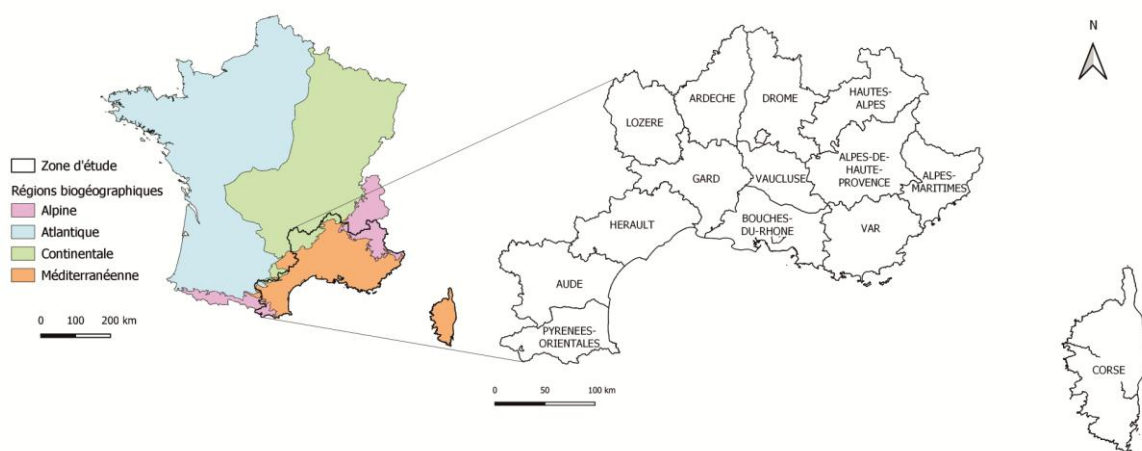 Zone d'étude
Régions biogéographiques
Alpine
Atlantique
Continentale
Méditerranéenne
0 100 200 km
N
ARDECHE
DROME
HAUTES-
ALPES
LOZERE
GARD
VAUCLUSE
ALPES-DE-
HAUTE-
PROVENCE
ALPES-
MARITIMES
HERAULT
BOUCHES-
DU-RHONE
VAR
AUDE
PYRENEES-
ORIENTALES
CORSE
0 50 100 km